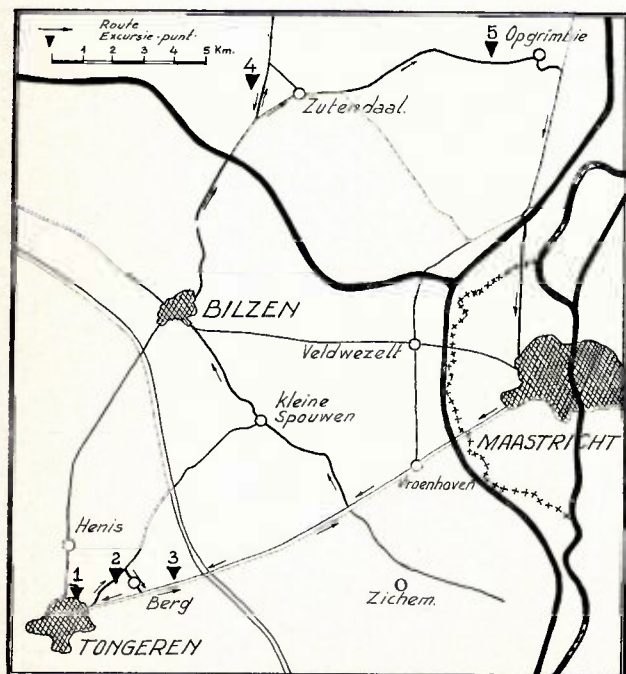 Route
Excursie-punt.
1 2 3 4 5 Km.
4
5 Opgrimbie
Zutendaal.
BILZEN
Veldwezelt
Kleine
Spouwen
MAASTRICHT
Vroenhoven
Henis
1 2 3
Berg
Zichem.
TONGEREN